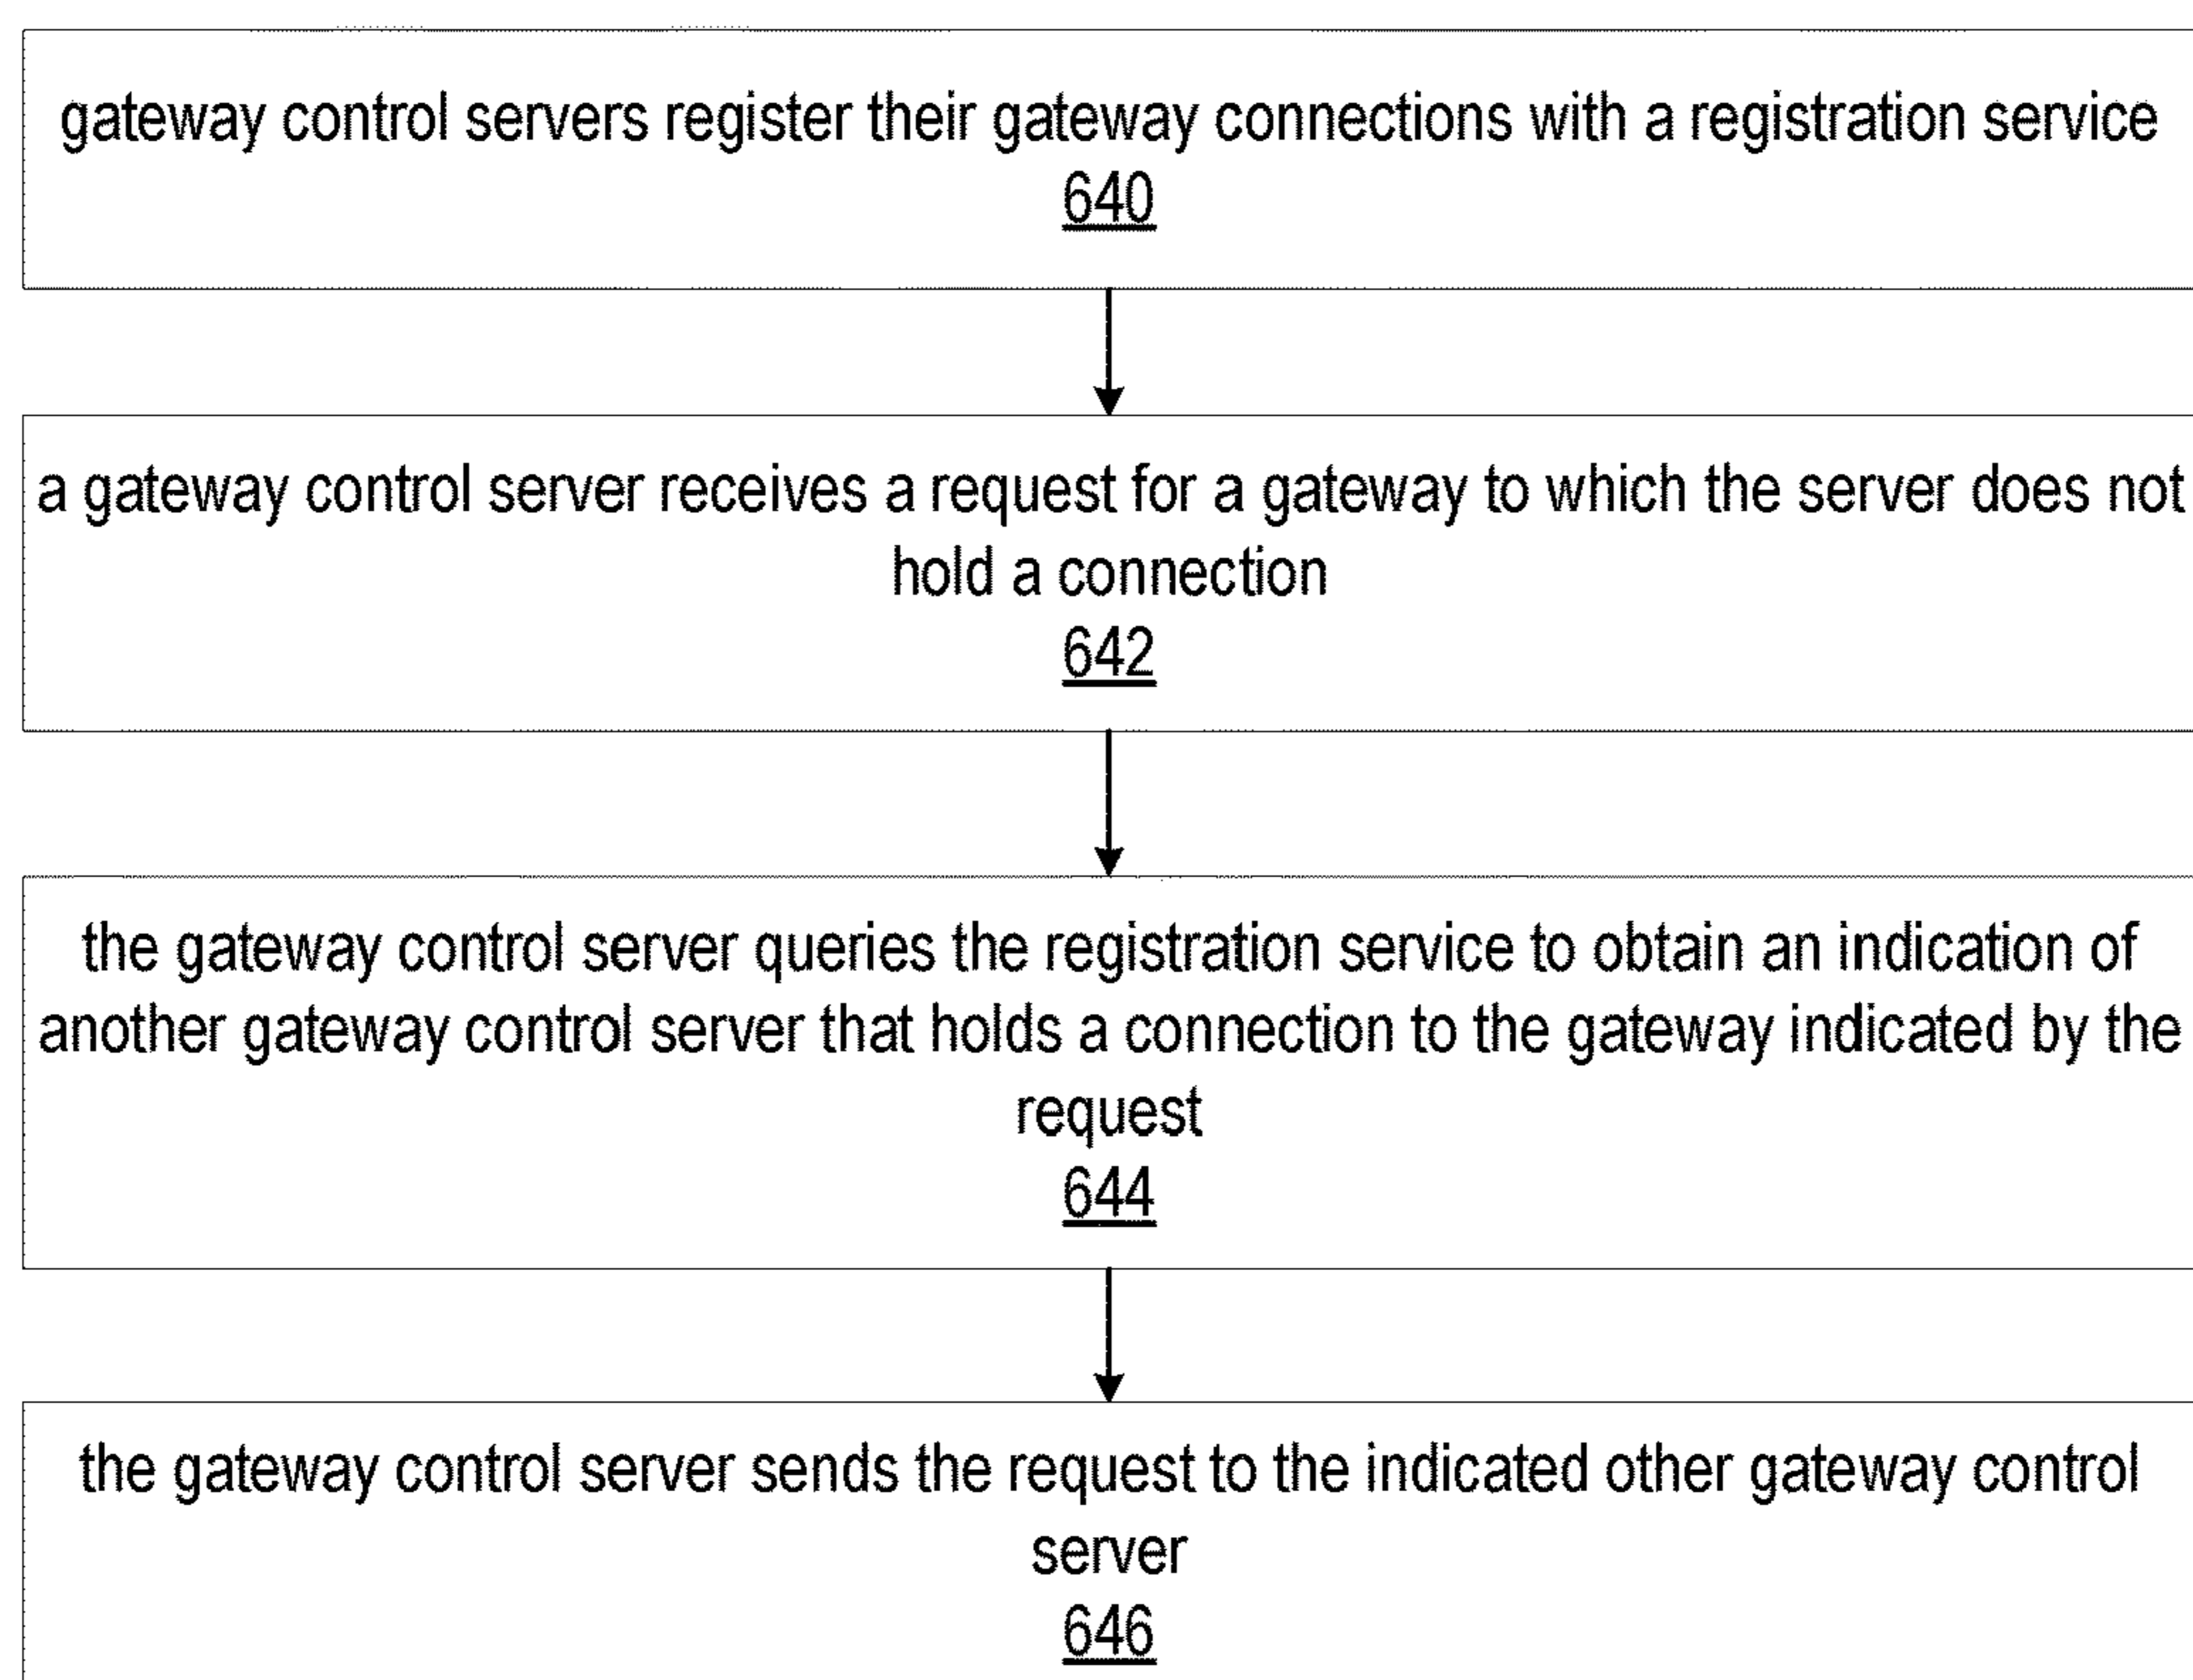 gateway control servers register their gateway connections with a registration service
640
a gateway control server receives a request for a gateway to which the server does not
hold a connection
642
the gateway control server queries the registration service to obtain an indication of
another gateway control server that holds a connection to the gateway indicated by the
request
644
the gateway control server sends the request to the indicated other gateway control
server
646